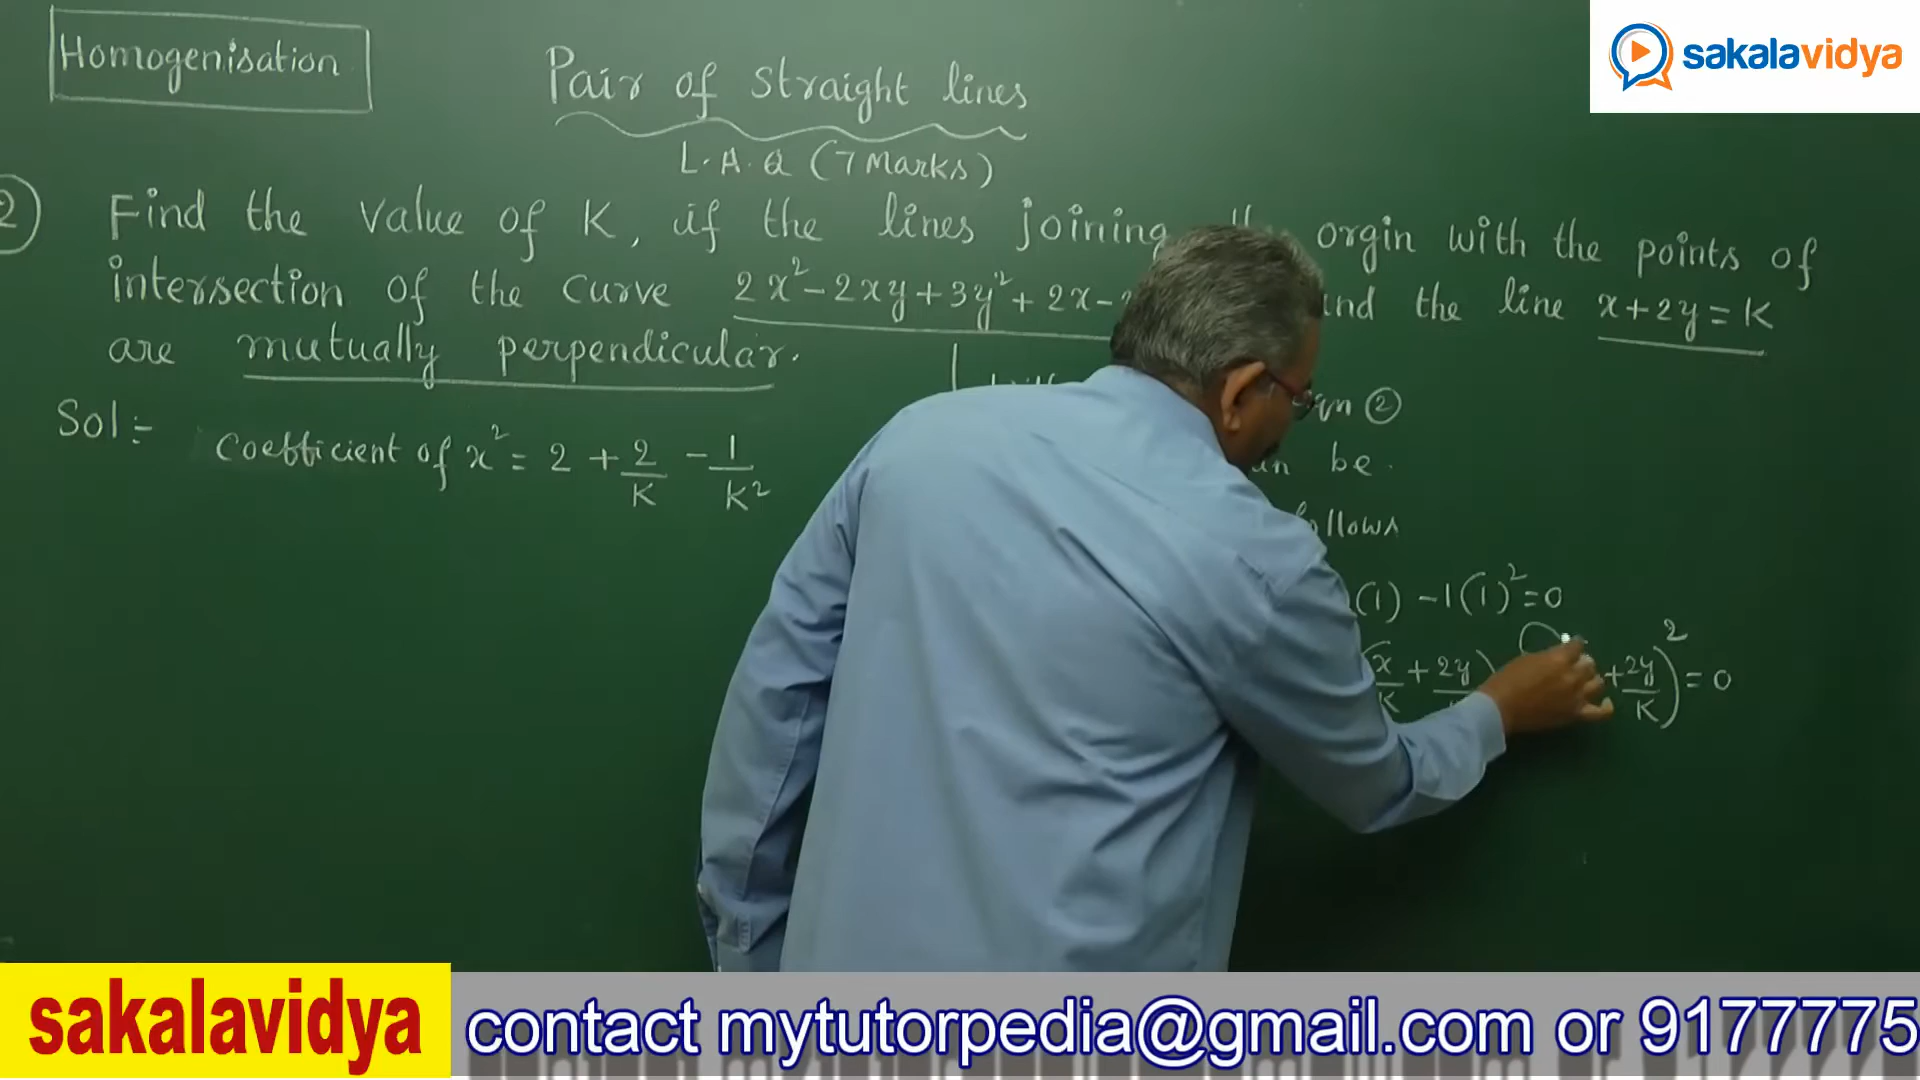 Homogenisation
sakalavidya
Pair of straight lines
L.A.Q (7 Marks)
2 Find the value of K, if the lines joining orgin with the points of
intersection of the curve 2x²-2xy+3y²+2x- and the line x+2y=K
are mutually perpendicular.
Sol:- coefficient of x² = 2 + 2/K - 1/K²
②
be.
follows
(1) -1(1)²=0
x/K + 2y +2y/K)²=0
sakalavidya contact mytutorpedia@gmail.com or 9177775